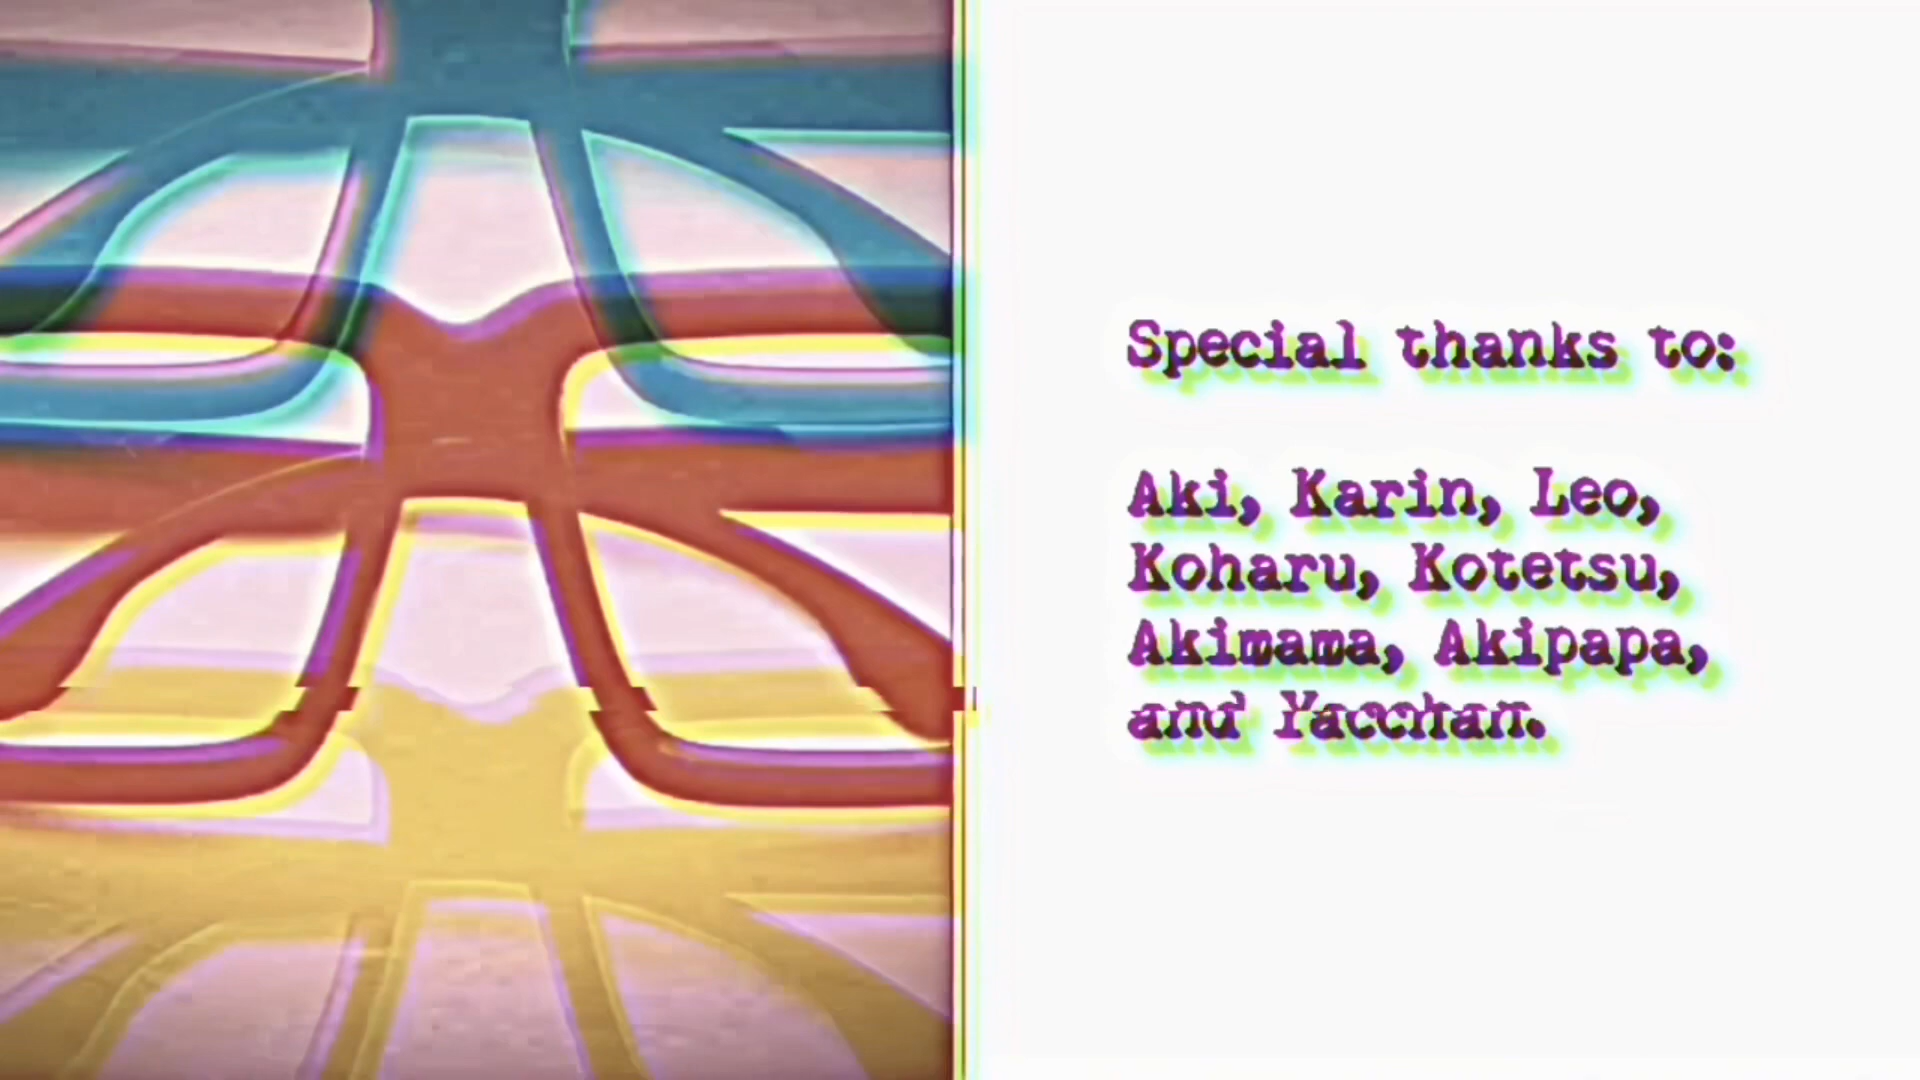 Special thanks to:
Aki, Karin, Leo,
Koharu, Kotetsu,
Akimama, Akipapa,
and Yacchan.